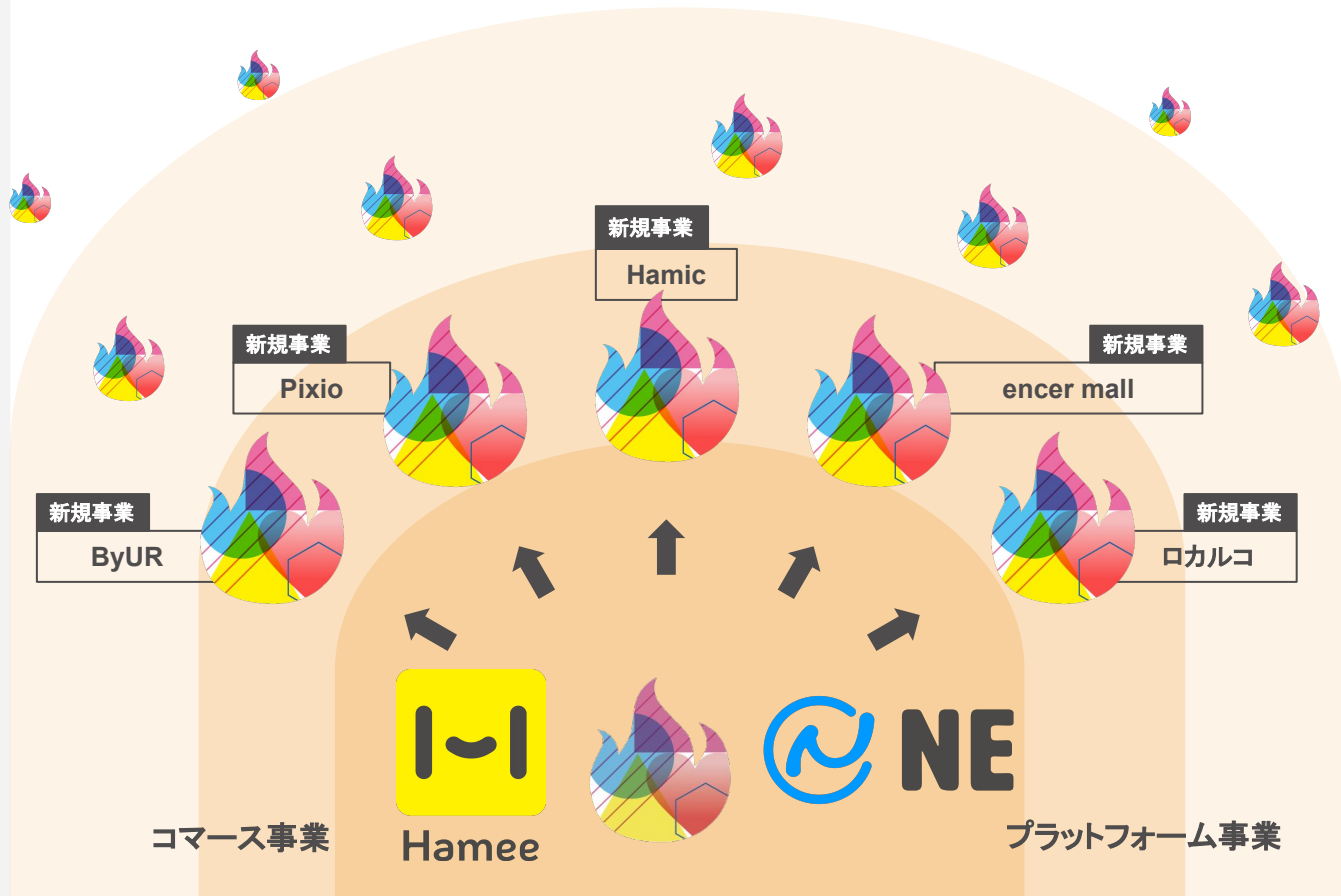 新規事業
Hamic
新規事業
Pixio
新規事業
encer mall
新規事業
ByUR
新規事業
ロカルコ
NE
コマース事業
Hamee
プラットフォーム事業